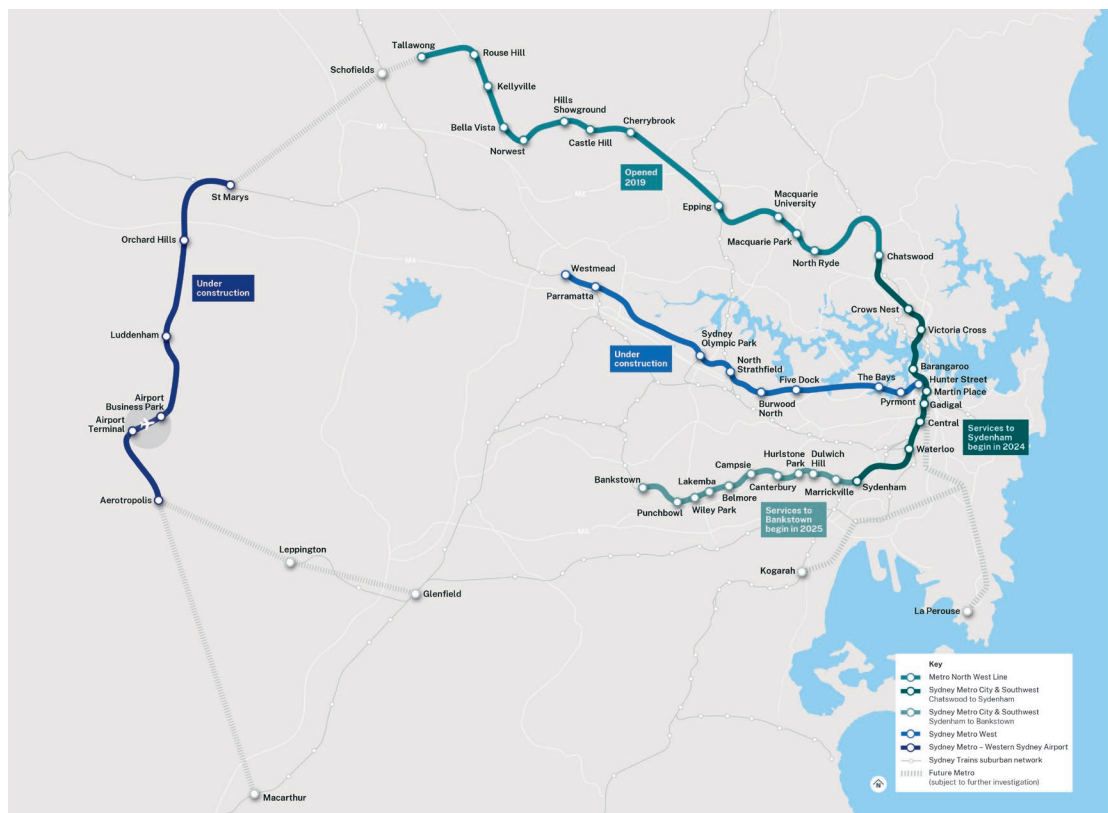 Tallawong
Rouse Hill
Schofields
Kellyville
Hills
Showground
Bella Vista
Cherrybrook
M7
Norwest
Castle Hill
Opened
2019
St Marys
M2
Macquarie
University
Epping
Orchard Hills
Macquarie Park
North Ryde
Chatswood
M4
Westmead
Under
construction
Parramatta
Crows Nest
Luddenham
Sydney
Olympic Park
Victoria Cross
Under
construction
North
Strathfield
Barangaroo
Five Dock
The Bays
Hunter Street
Martin Place
Airport
Business Park
Burwood
North
Pyrmont
Gadigal
Airport
Terminal
Central
Services to
Sydenham
begin in 2024
Waterloo
Hurlstone
Park
Dulwich
Hill
Campsie
Bankstown
Lakemba
Canterbury
Sydenham
Aerotropolis
Punchbowl
Wiley Park
Belmore
Marrickville
Services to
Bankstown
begin in 2025
M5
Leppington
Kogarah
Glenfield
La Perouse
Macarthur
Key
Metro North West Line
Sydney Metro City & Southwest
Chatswood to Sydenham
Sydney Metro City & Southwest
Sydenham to Bankstown
Sydney Metro West
Sydney Metro – Western Sydney Airport
Sydney Trains suburban network
Future Metro
(subject to further investigation)
N